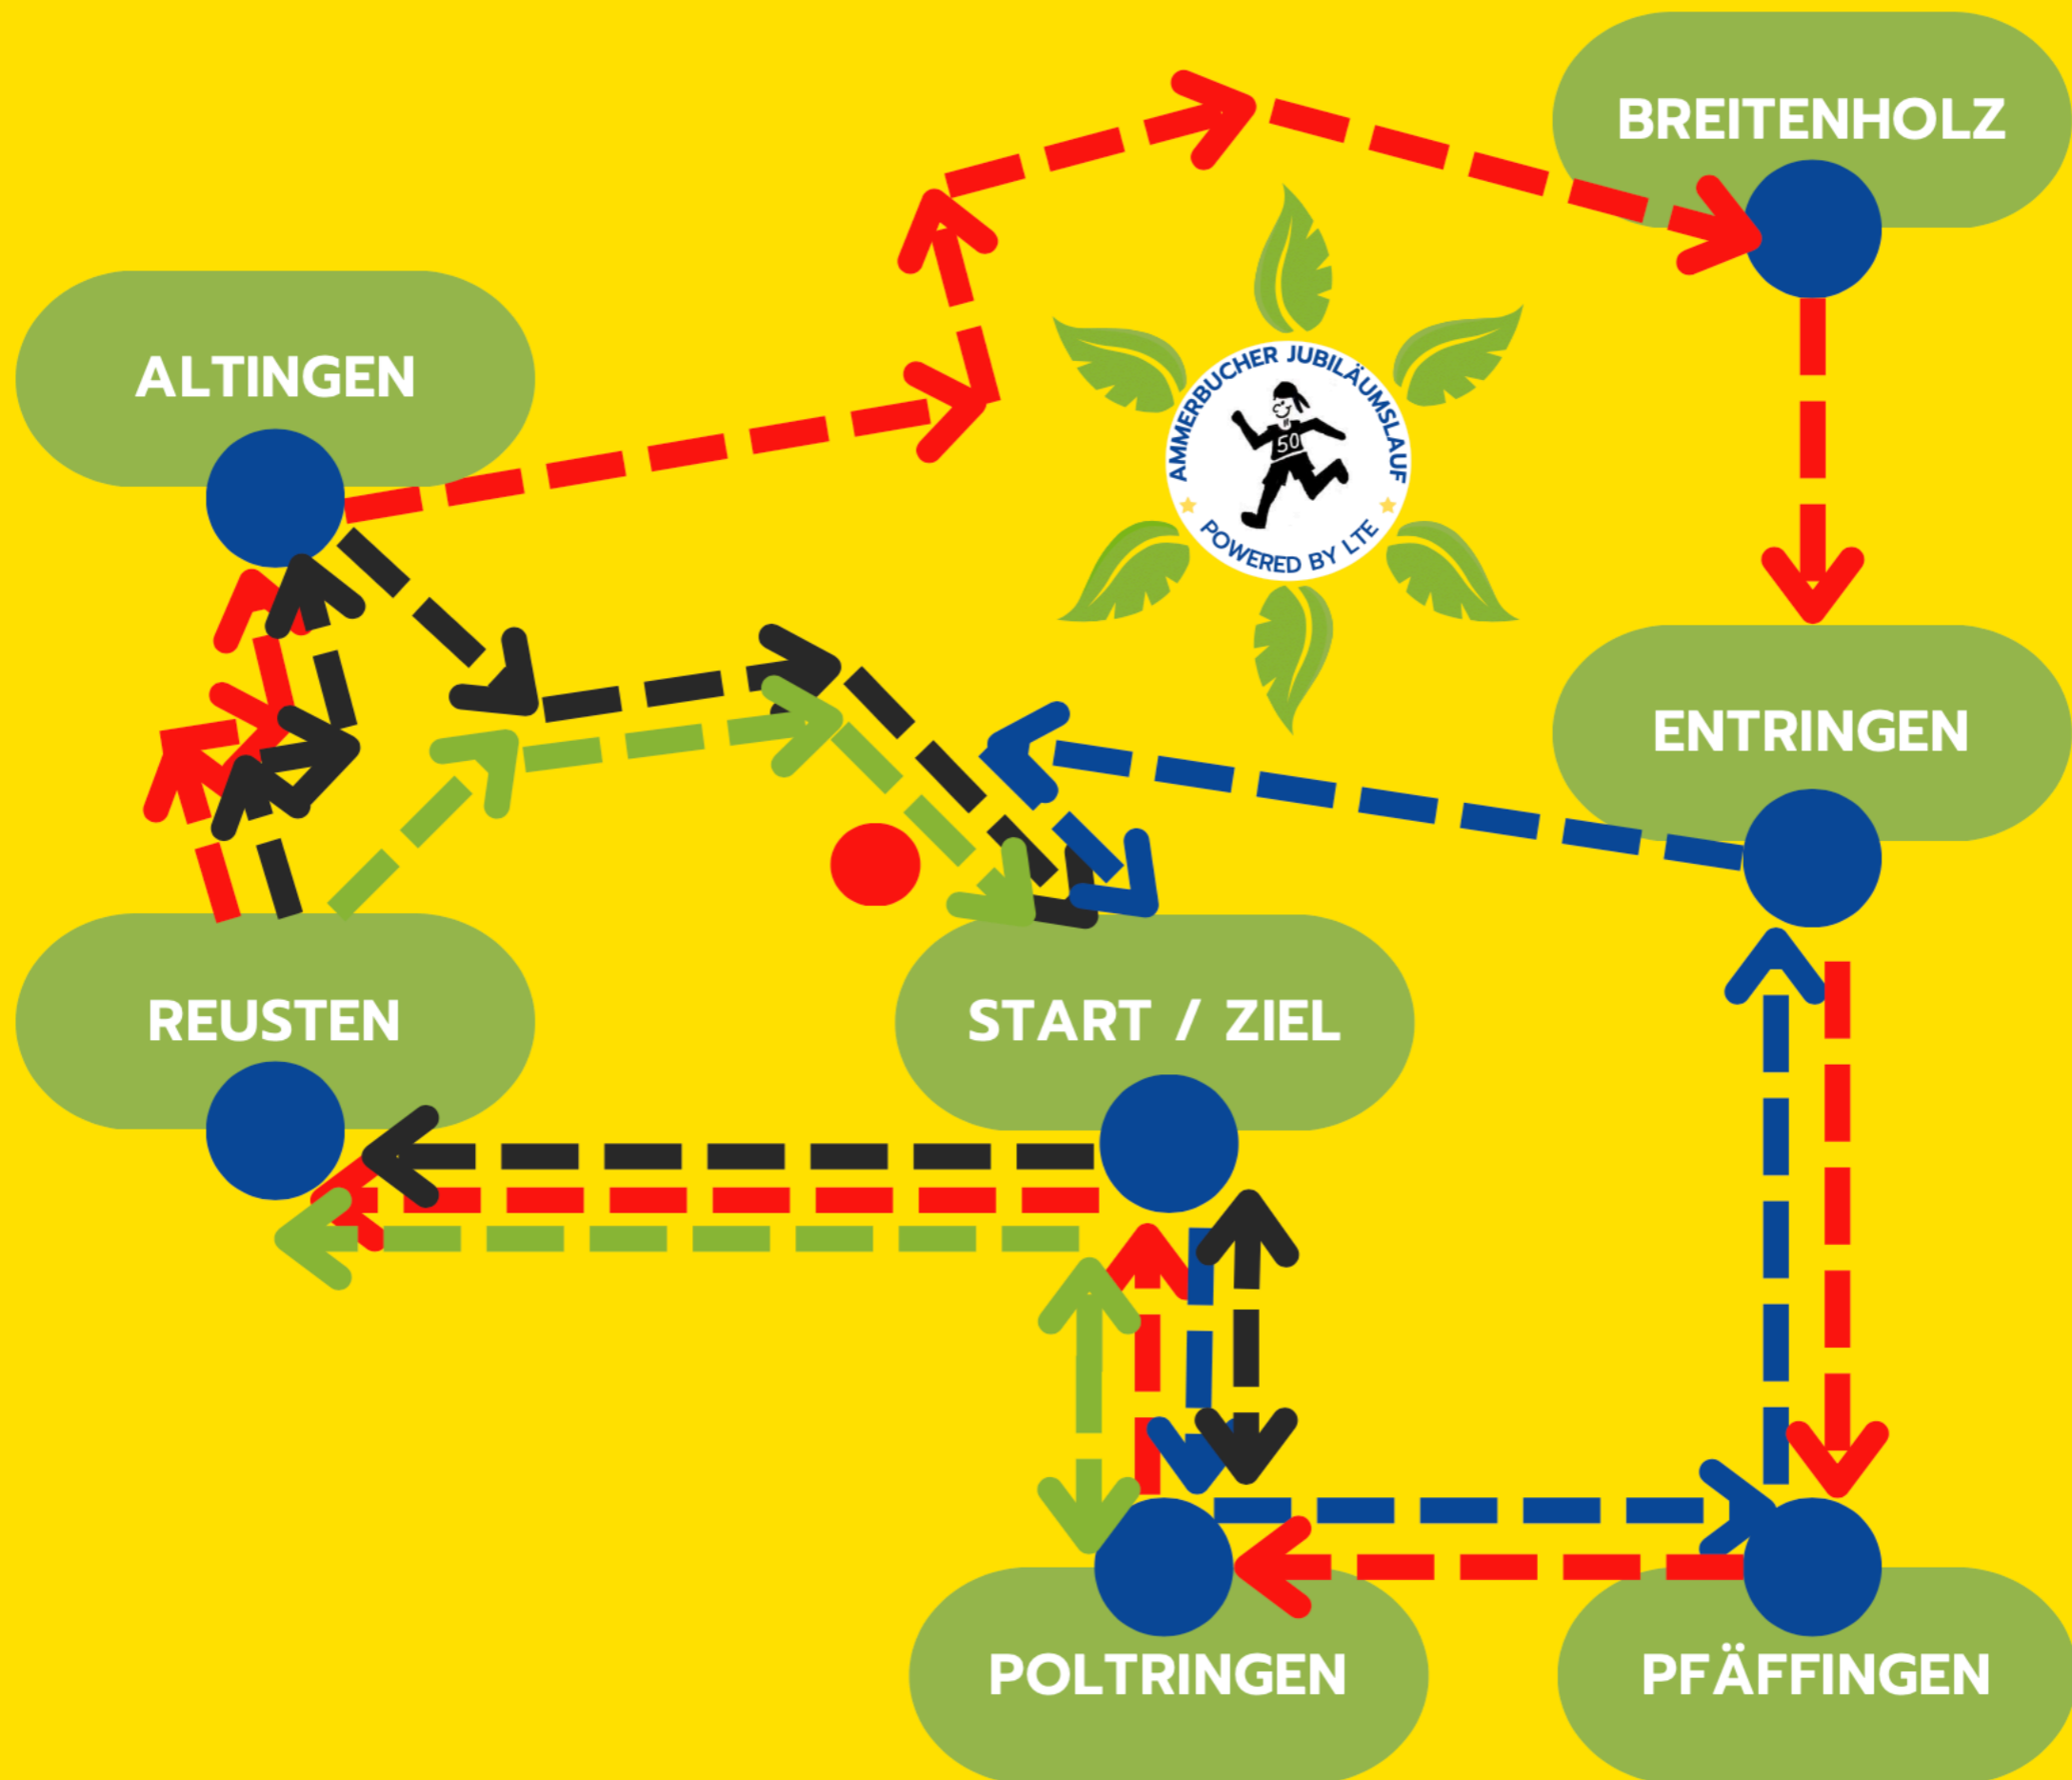 BREITENHOLZ
ALTINGEN
AMMERBUCHER JUBILÄUMSLAUF
50
POWERED BY LTE
ENTRINGEN
REUSTEN
START / ZIEL
POLTRINGEN
PFÄFFINGEN